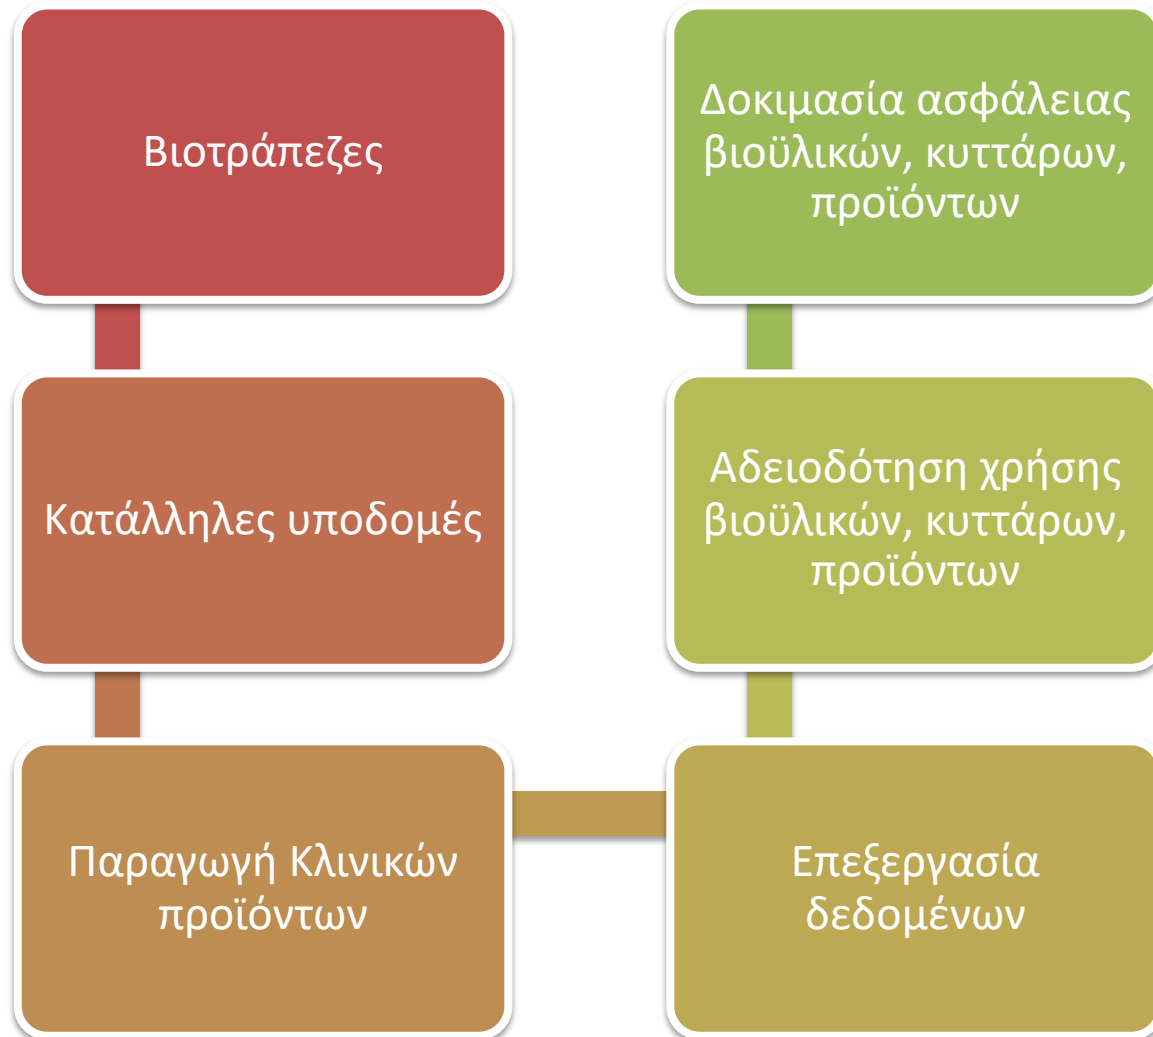 Βιοτράπεζες
Κατάλληλες υποδομές
Παραγωγή Κλινικών
προϊόντων
Επεξεργασία
δεδομένων
Αδειοδότηση χρήσης
βιοϋλικών, κυττάρων,
προϊόντων
Δοκιμασία ασφάλειας
βιοϋλικών, κυττάρων,
προϊόντων